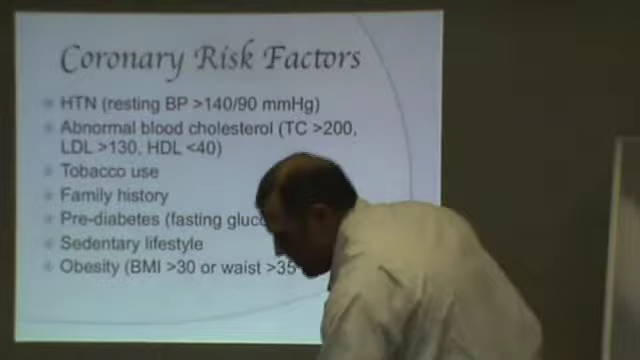 Coronary Risk Factors
HTN (resting BP >140/90 mmHg)
Abnormal blood cholesterol (TC >200,
LDL >130, HDL <40)
Tobacco use
Family history
Pre-diabetes (fasting
Sedentary lifestyle
Obesity (BMI >30 or waist >35